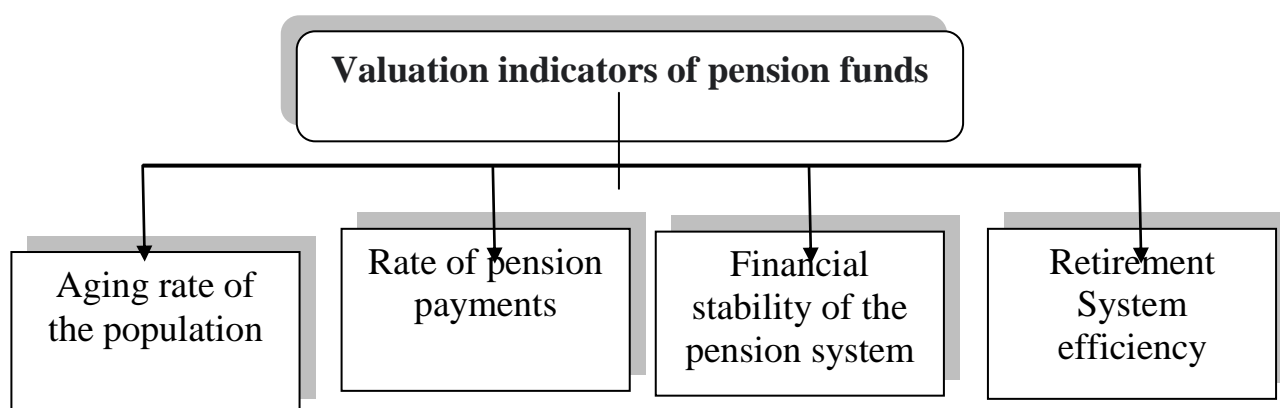 Valuation indicators of pension funds
Aging rate of
the population
Rate of pension
payments
Financial
stability of the
pension system
Retirement
System
efficiency